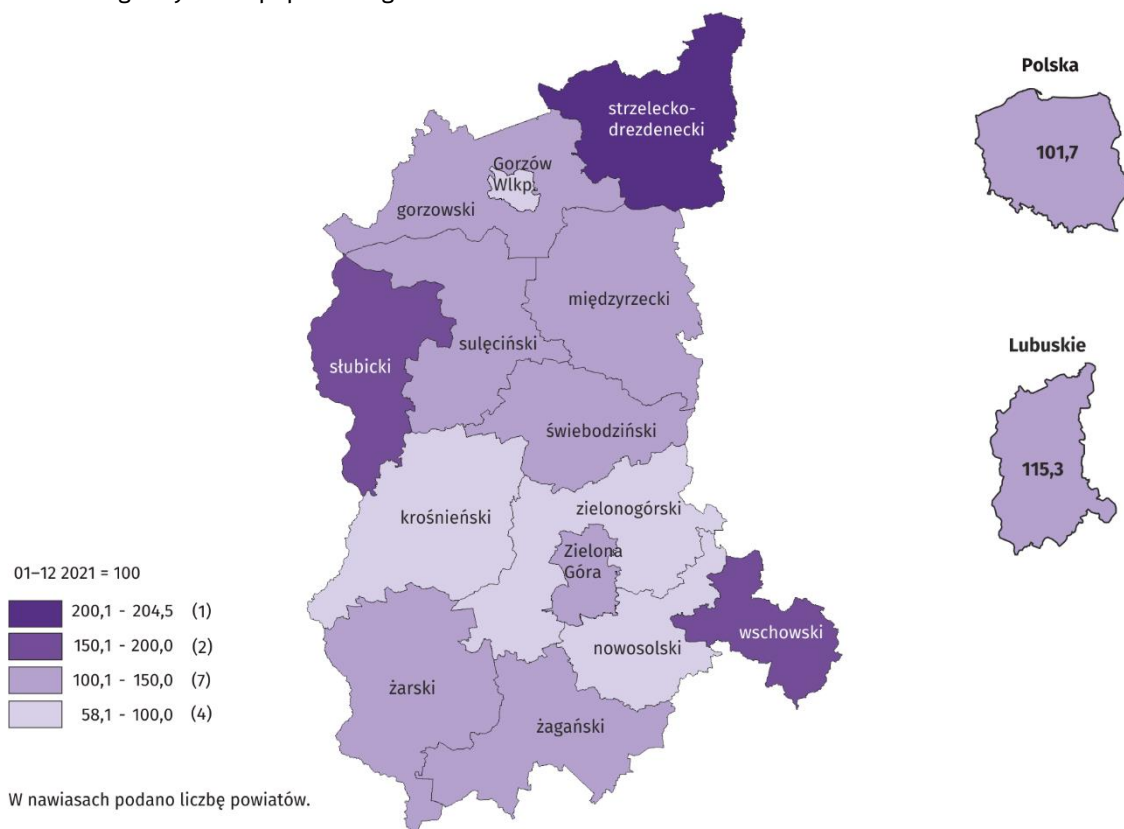 strzelecko-
drezdenecki
Gorzów
Wlkp.
gorzowski
międzyrzecki
sulęciński
słubicki
świebodziński
krośnieński
zielonogórski
Zielona
Góra
nowosolski
wschowski
żarski
żagański
Polska
101,7
Lubuskie
115,3
01–12 2021 = 100
200,1 - 204,5 (1)
150,1 - 200,0 (2)
100,1 - 150,0 (7)
58,1 - 100,0 (4)
W nawiasach podano liczbę powiatów.